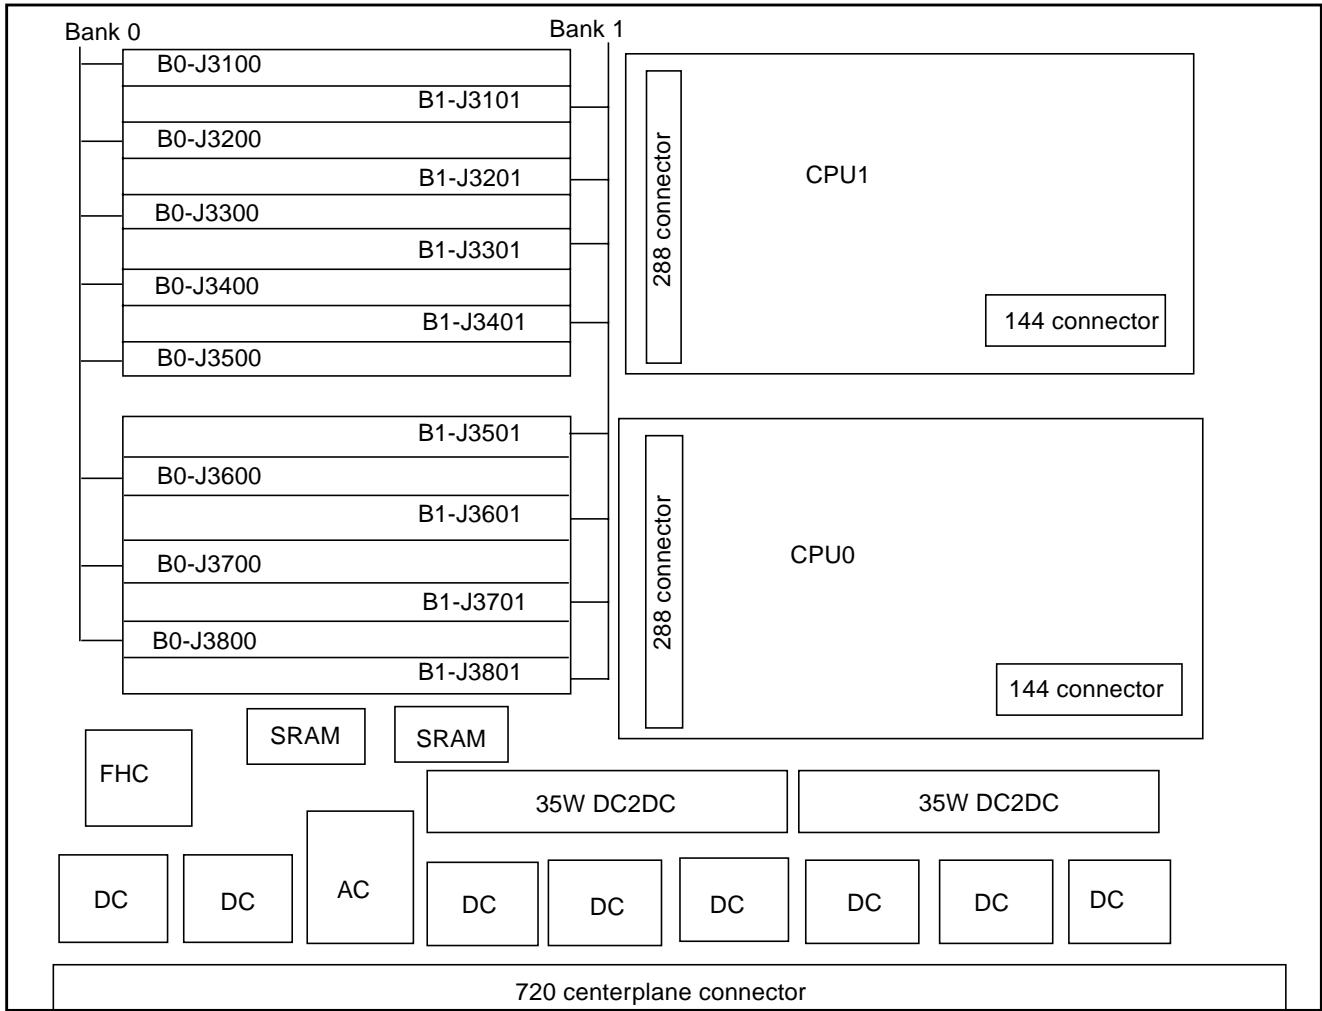 Bank 0
Bank 1
B0-J3100
B1-J3101
B0-J3200
B1-J3201
B0-J3300
B1-J3301
B0-J3400
B1-J3401
B0-J3500
288 connector
CPU1
144 connector
B1-J3501
B0-J3600
B1-J3601
B0-J3700
B1-J3701
B0-J3800
B1-J3801
288 connector
CPU0
144 connector
SRAM
SRAM
FHC
35W DC2DC
35W DC2DC
DC
DC
AC
DC
DC
DC
DC
DC
DC
720 centerplane connector